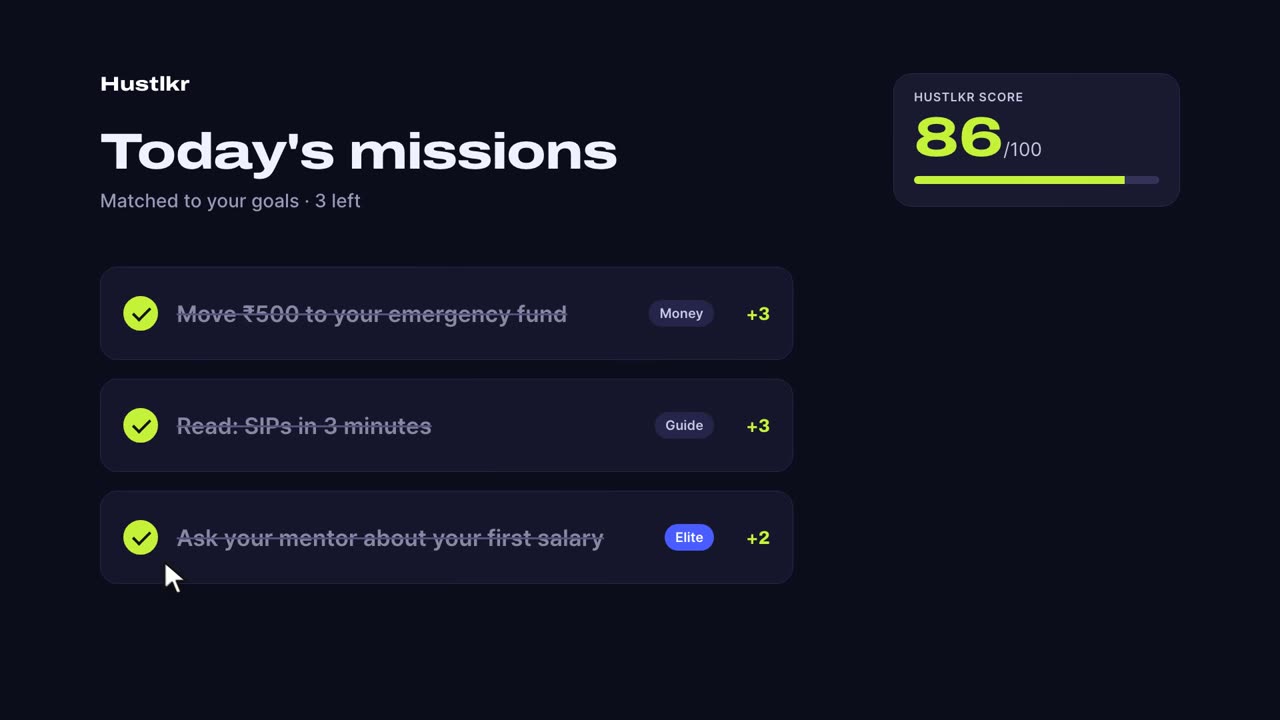 Hustlkr
Today's missions
Matched to your goals · 3 left
HUSTLKR SCORE
86/100
Move ₹500 to your emergency fund Money +3
Read: SIPs in 3 minutes Guide +3
Ask your mentor about your first salary Elite +2